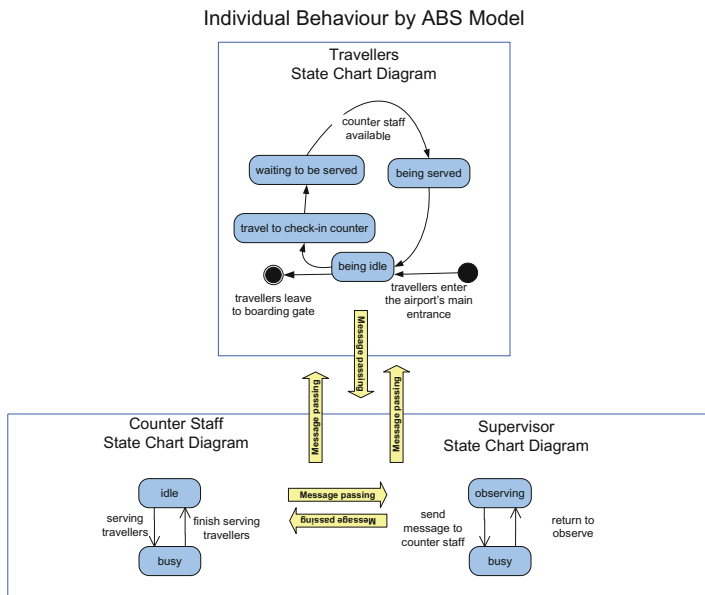 Individual Behaviour by ABS Model
Travellers
State Chart Diagram
counter staff
available
waiting to be served
being served
travel to check-in counter
being idle
travellers leave
to boarding gate
travellers enter
the airport's main
entrance
Message passing
Message passing
Message passing
Counter Staff
State Chart Diagram
idle
serving
travellers
finish serving
travellers
busy
Message passing
Message passing
Supervisor
State Chart Diagram
observing
send
message to
counter staff
return to
observe
busy